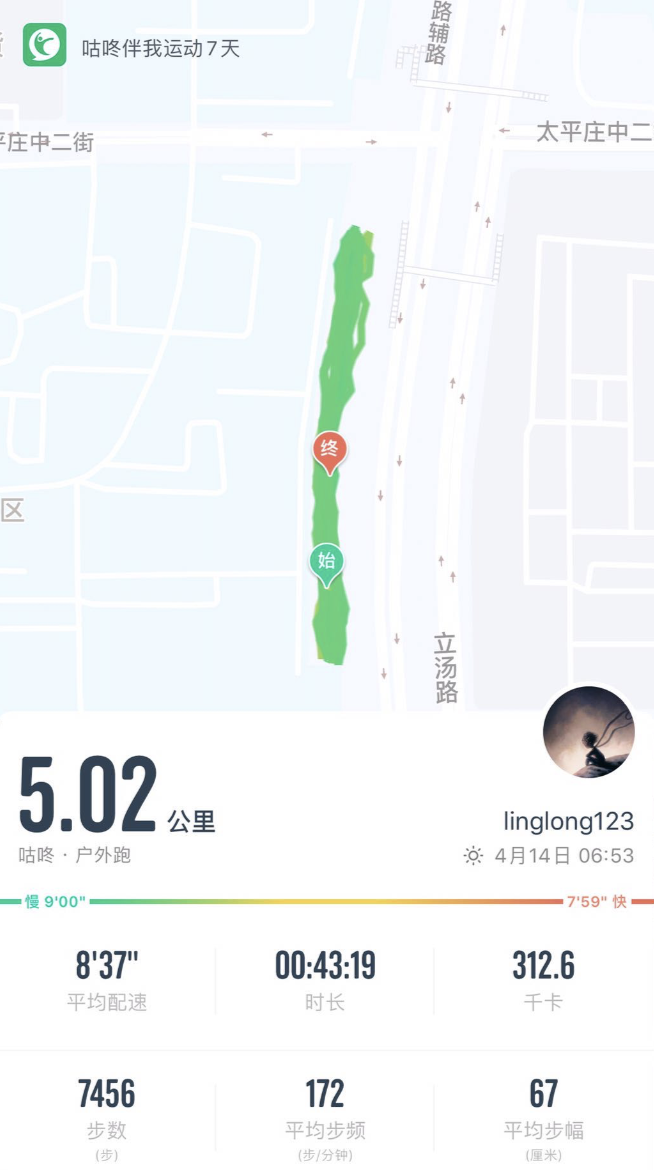 咕咚伴我运动7天
路辅路
庄中二街
太平庄中二
终
始
区
立汤路
5.02 公里
linglong123
咕咚 · 户外跑
4月14日 06:53
慢 9'00"
7'59" 快
8'37"
00:43:19
312.6
平均配速
时长
千卡
7456
172
67
步数
平均步频
平均步幅
(步)
(步/分钟)
(厘米)